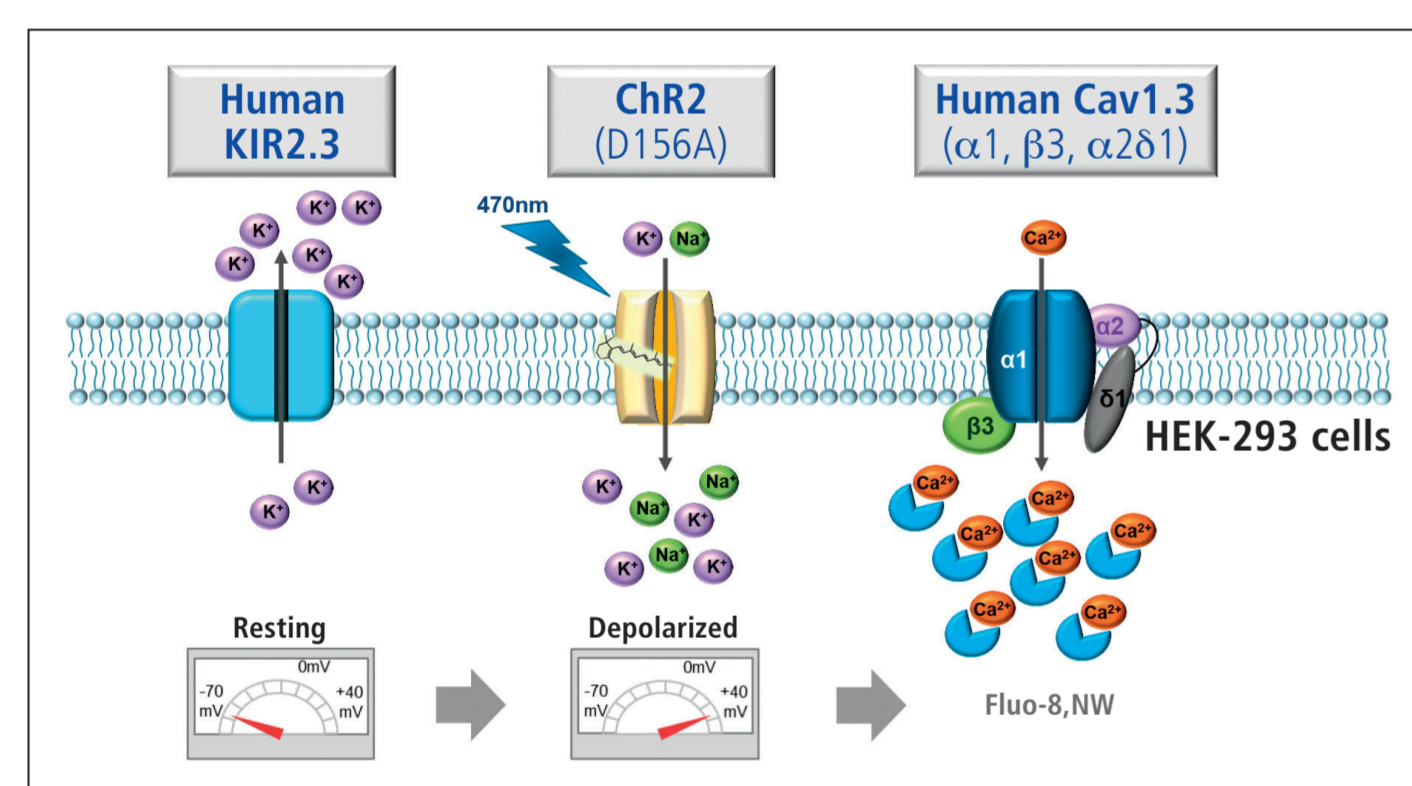 Human
KIR2.3
ChR2
(D156A)
Human Cav1.3
(α1, β3, α2δ1)
470nm
K⁺ K⁺
K⁺
K⁺
K⁺
K⁺
K⁺ Na⁺
Ca²⁺
α2
α1
δ1
β3
HEK-293 cells
K⁺
K⁺
K⁺
Na⁺
Na⁺
K⁺
K⁺
Na⁺
K⁺
Ca²⁺
Ca²⁺
Ca²⁺
Ca²⁺
Ca²⁺
Ca²⁺
Ca²⁺
Resting
0mV
-70
mV
+40
mV
Depolarized
0mV
-70
mV
+40
mV
Fluo-8,NW